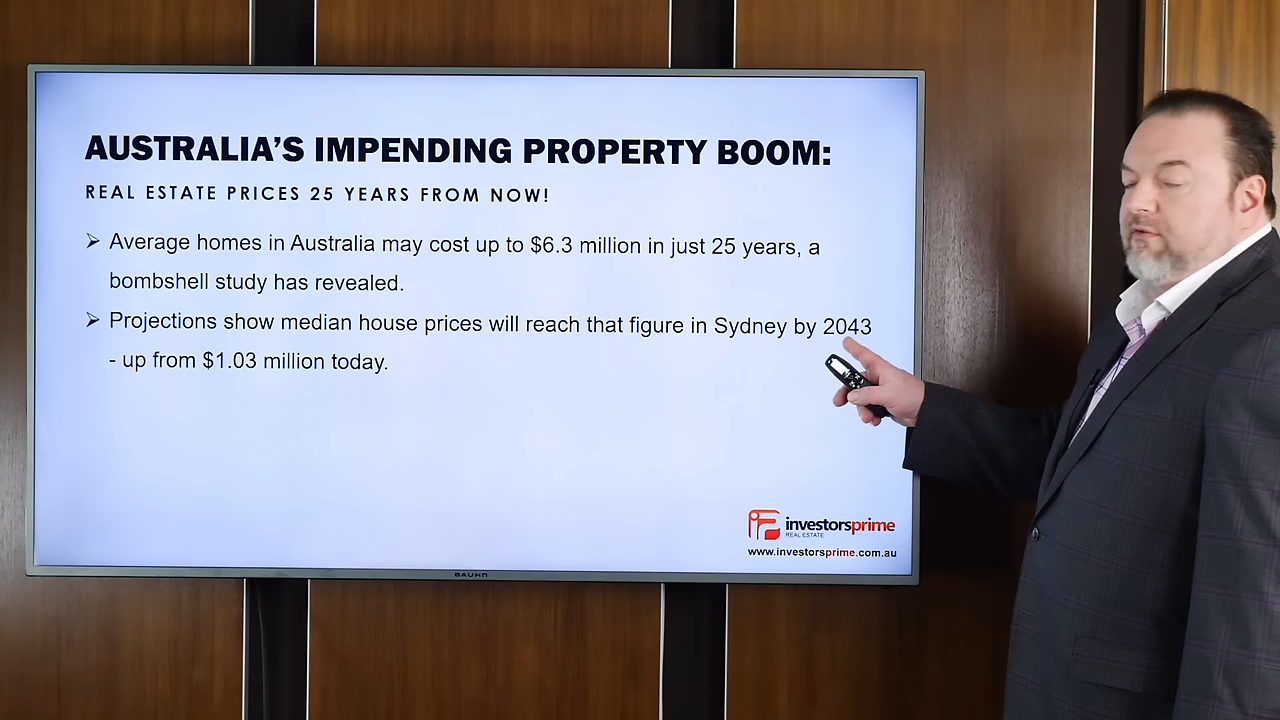 AUSTRALIA'S IMPENDING PROPERTY BOOM:
REAL ESTATE PRICES 25 YEARS FROM NOW!
➢ Average homes in Australia may cost up to $6.3 million in just 25 years, a
bombshell study has revealed.
➢ Projections show median house prices will reach that figure in Sydney by 2043
- up from $1.03 million today.
investorsprime
REAL ESTATE
www.investorsprime.com.au
BAUHN